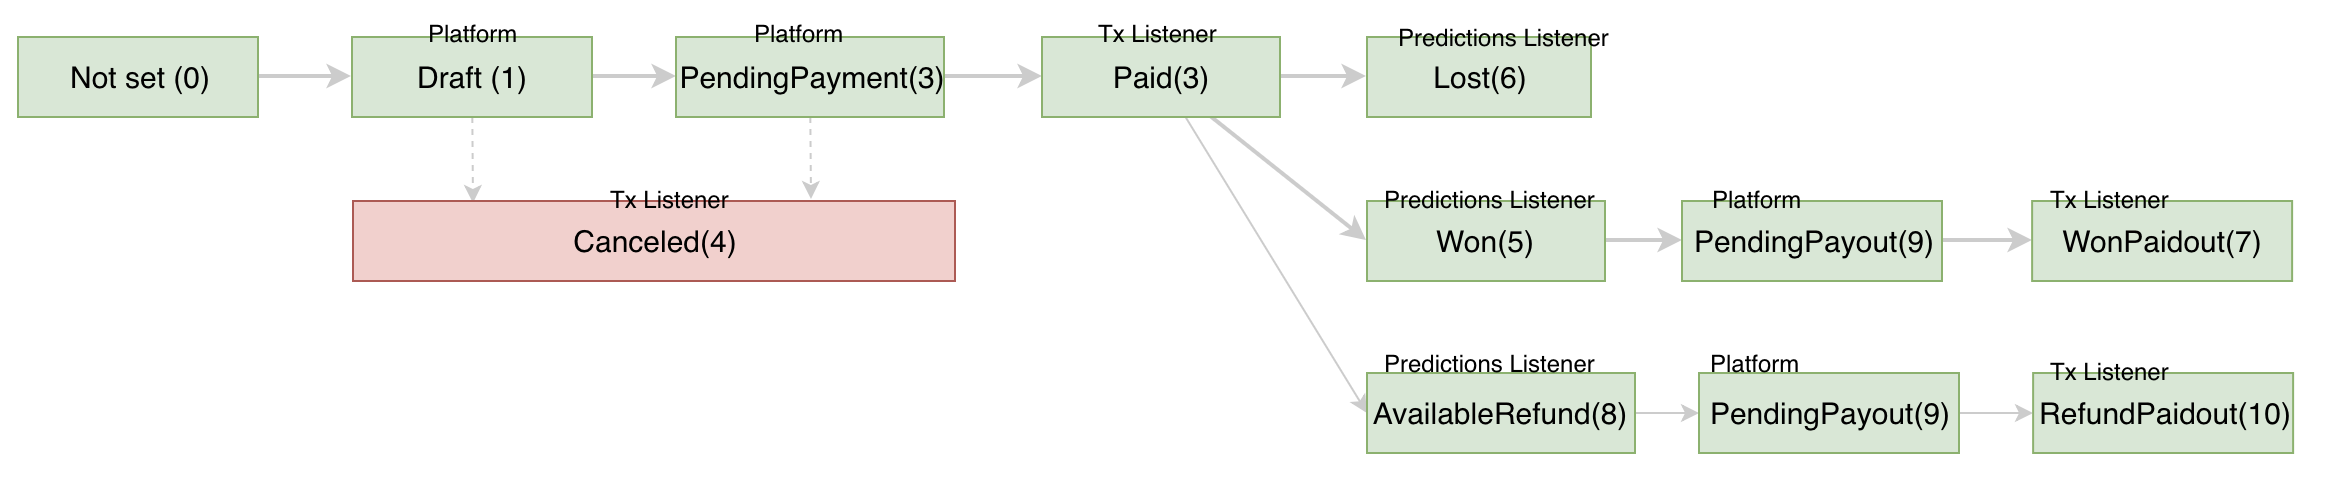 Not set (0)
Platform
Draft (1)
Platform
PendingPayment(3)
Tx Listener
Paid(3)
Predictions Listener
Lost(6)
Tx Listener
Canceled(4)
Predictions Listener
Won(5)
Platform
PendingPayout(9)
Tx Listener
WonPaidout(7)
Predictions Listener
AvailableRefund(8)
Platform
PendingPayout(9)
Tx Listener
RefundPaidout(10)